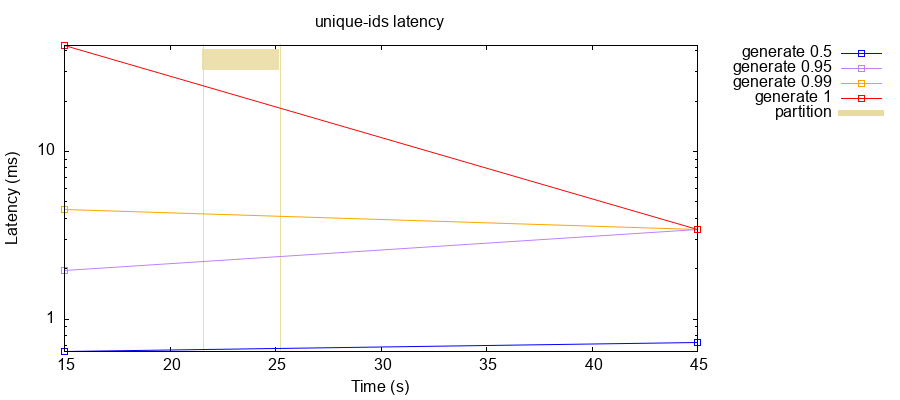 unique-ids latency
generate 0.5
generate 0.95
generate 0.99
generate 1
partition
10
1
Latency (ms)
15 20 25 30 35 40 45
Time (s)